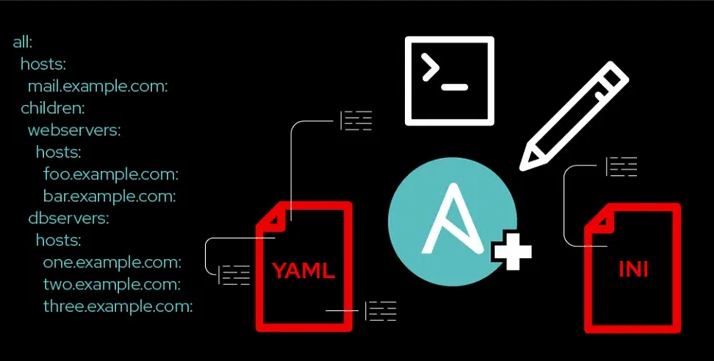 all:
hosts:
mail.example.com:
children:
webservers:
hosts:
foo.example.com:
bar.example.com:
dbservers:
hosts:
one.example.com:
two.example.com:
three.example.com:
YAML
INI